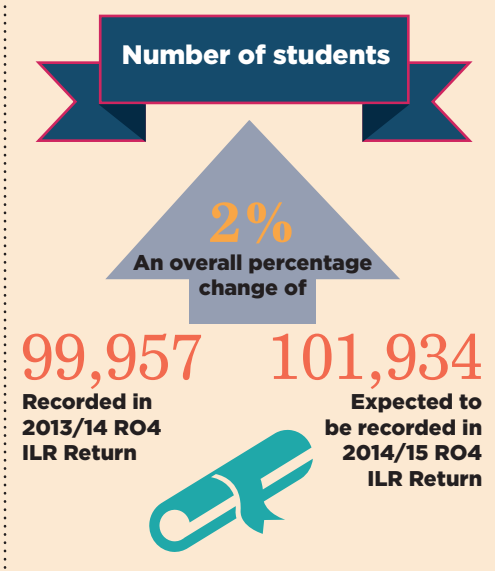 Number of students
2%
An overall percentage
change of
99,957
Recorded in
2013/14 RO4
ILR Return
101,934
Expected to
be recorded in
2014/15 RO4
ILR Return